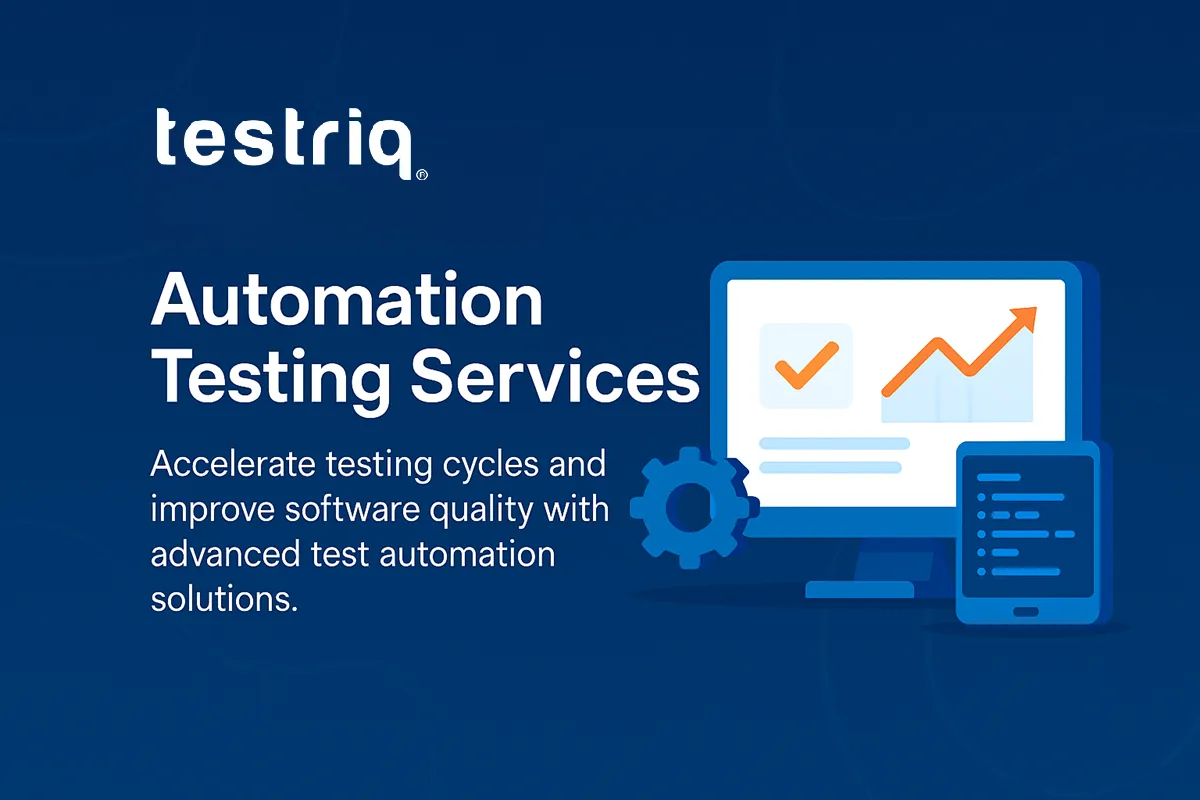 testriq®
Automation
Testing Services
Accelerate testing cycles and
improve software quality with
advanced test automation
solutions.